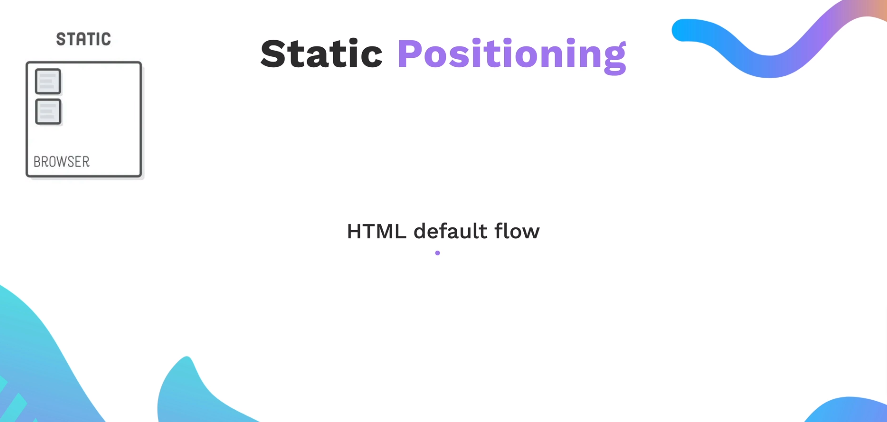 STATIC
Static Positioning
BROWSER
HTML default flow